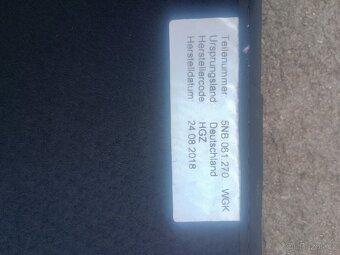 Teilenummer: 5NB 061 270 WGK
Ursprungsland: Deutschland
Herstellercode: HGZ
Herstelldatum: 24.08.2018